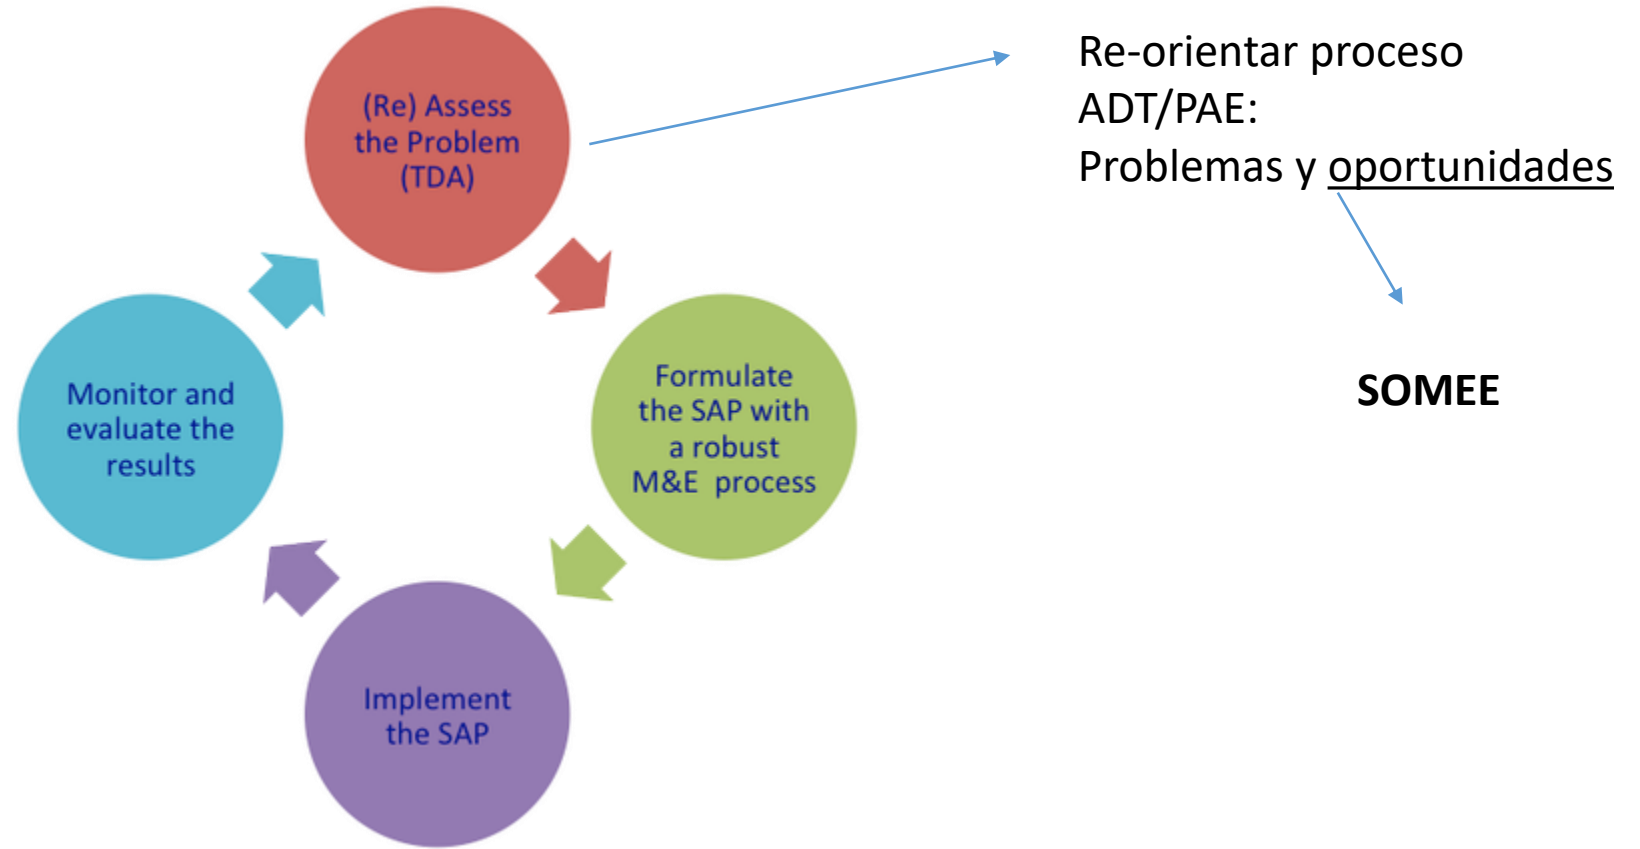 (Re) Assess
the Problem
(TDA)
Re-orientar proceso
ADT/PAE:
Problemas y oportunidades
SOMEE
Formulate
the SAP with
a robust
M&E process
Implement
the SAP
Monitor and
evaluate the
results